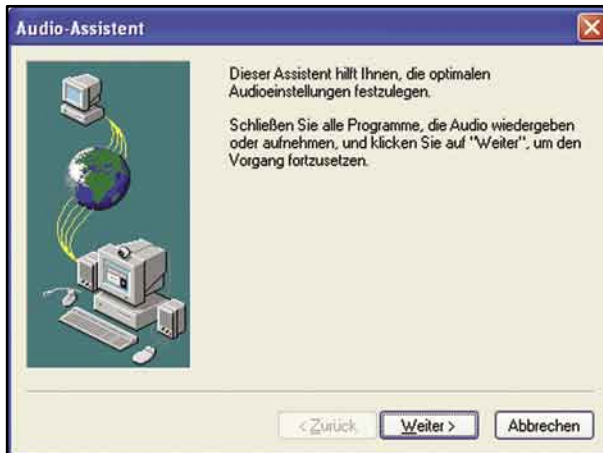 Audio-Assistent
Dieser Assistent hilft Ihnen, die optimalen
Audioeinstellungen festzulegen.
Schließen Sie alle Programme, die Audio wiedergeben
oder aufnehmen, und klicken Sie auf "Weiter", um den
Vorgang fortzusetzen.
< Zurück
Weiter >
Abbrechen